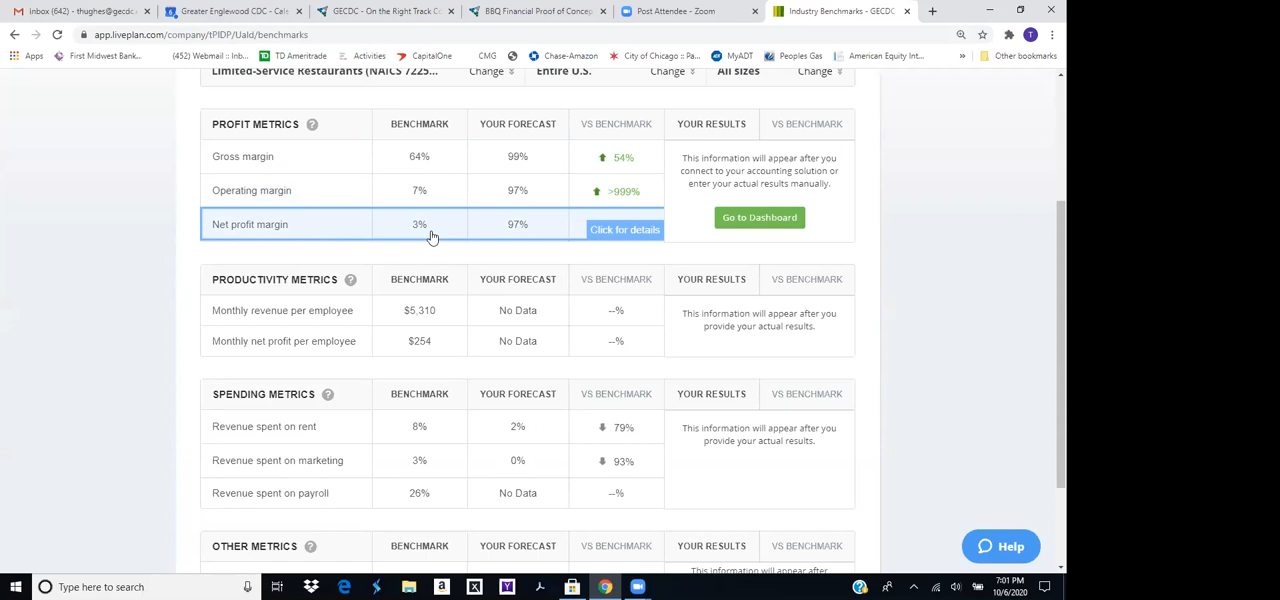 Inbox (642) - thughes@gecdc.c
Greater Englewood CDC - Cale
GECDC - On the Right Track Co
BBQ Financial Proof of Concep
Post Attendee - Zoom
Industry Benchmarks - GECDC
app.liveplan.com/company/tPIDP/Uald/benchmarks
T
Apps
First Midwest Bank...
(452) Webmail :: Inb...
TD Ameritrade
Activities
CapitalOne
CMG
Chase-Amazon
City of Chicago :: Pa...
MyADT
Peoples Gas
American Equity Int...
»
Other bookmarks
Limited-Service Restaurants (NAICS 7225...
Change
Entire U.S.
Change
All sizes
Change
PROFIT METRICS ?
BENCHMARK
YOUR FORECAST
VS BENCHMARK
YOUR RESULTS
VS BENCHMARK
Gross margin
64%
99%
54%
Operating margin
7%
97%
>999%
Net profit margin
3%
97%
Click for details
This information will appear after you
connect to your accounting solution or
enter your actual results manually.
Go to Dashboard
PRODUCTIVITY METRICS ?
BENCHMARK
YOUR FORECAST
VS BENCHMARK
YOUR RESULTS
VS BENCHMARK
Monthly revenue per employee
$5,310
No Data
--%
Monthly net profit per employee
$254
No Data
--%
This information will appear after you
provide your actual results.
SPENDING METRICS ?
BENCHMARK
YOUR FORECAST
VS BENCHMARK
YOUR RESULTS
VS BENCHMARK
Revenue spent on rent
8%
2%
79%
Revenue spent on marketing
3%
0%
93%
Revenue spent on payroll
26%
No Data
--%
This information will appear after you
provide your actual results.
OTHER METRICS ?
BENCHMARK
YOUR FORECAST
VS BENCHMARK
YOUR RESULTS
VS BENCHMARK
This information will appear after
Help
Type here to search
7:01 PM
10/6/2020